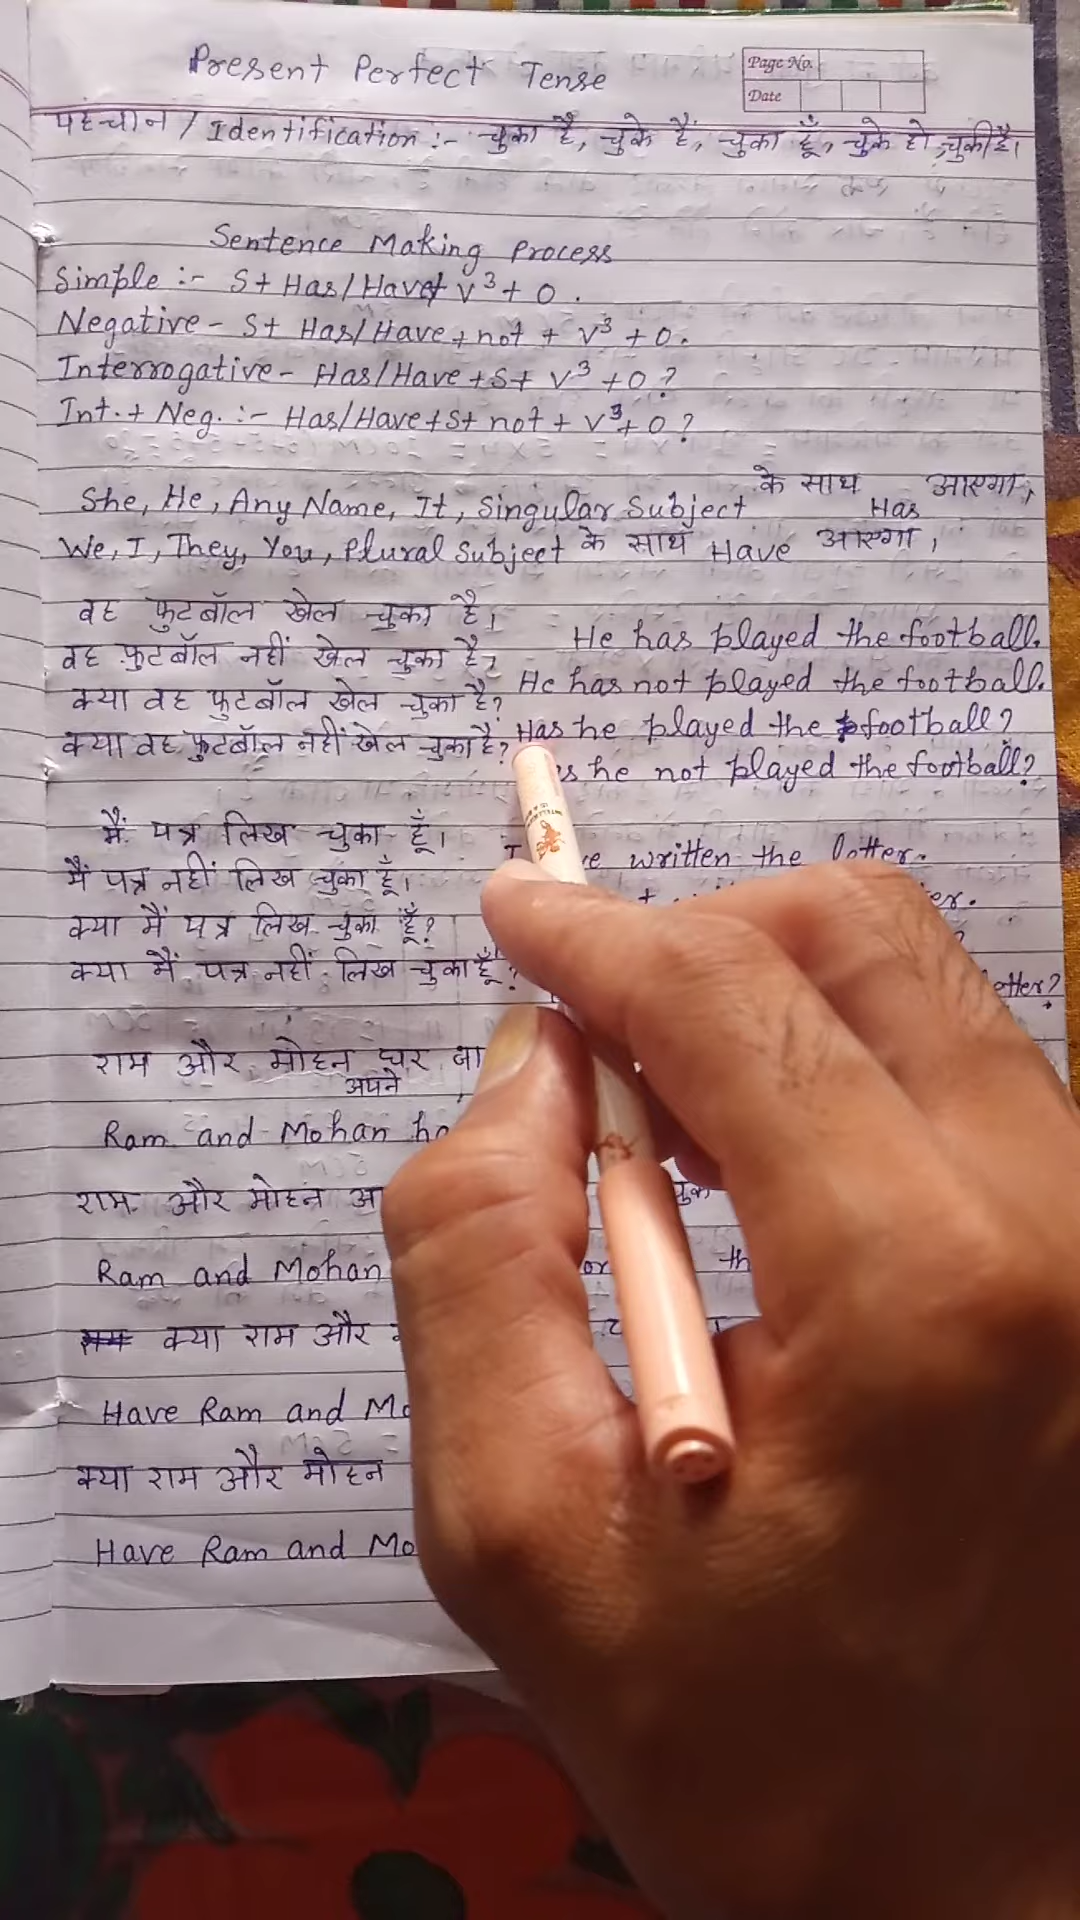 Present Perfect Tense
Page No.
Date
पहचान / Identification :- चुका है, चुके हैं, चुका हूँ, चुके हो, चुकी है।
Sentence Making Process
Simple :- S+ Has/Have+ V³ + O.
Negative - S+ Has/Have + not + V³ + O.
Interrogative - Has/Have + S+ V³ + O ?
Int. + Neg. :- Has/Have + S+ not + V³ + O ?
She, He, Any Name, It, Singular Subject के साथ Has आएगा,
We, I, They, You, Plural Subject के साथ Have आएगा,
वह फुटबॉल खेल चुका है। He has played the football.
वह फुटबॉल नहीं खेल चुका है, He has not played the football.
क्या वह फुटबॉल खेल चुका है? Has he played the football?
क्या वह फुटबॉल नहीं खेल चुका है? he not played the football?
मैं पत्र लिख चुका हूँ। written the letter.
मैं पत्र नहीं लिख चुका हूँ।
क्या मैं पत्र लिख चुका हूँ?
क्या मैं पत्र नहीं लिख चुका हूँ?
राम और मोहन घर
अपने
Ram and Mohan
राम और मोहन
Ram and Mohan
क्या राम और
Have Ram and
क्या राम और मोहन
Have Ram and